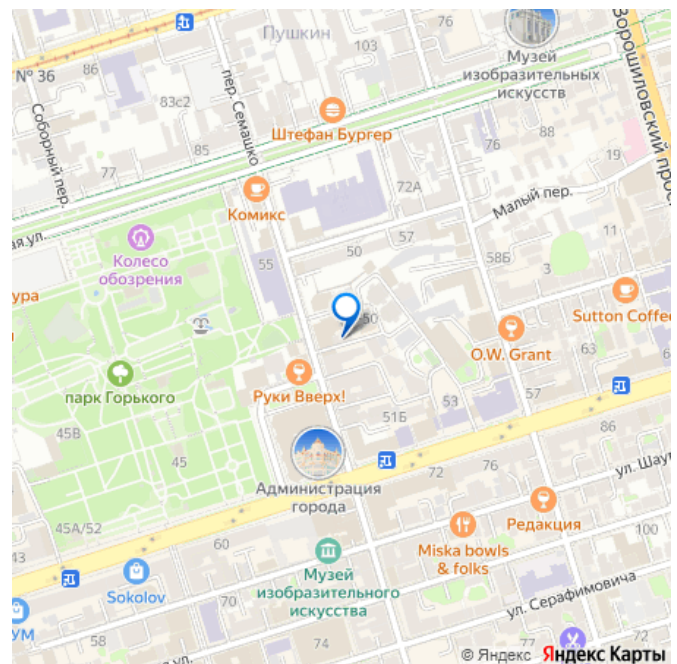 Пушкин
103
Музей
изобразительных
искусств
Ворошиловский прос
№ 36
86
83с2
пер. Семашко
Соборный пер.
Штефан Бургер
85
77
76
88
19
72А
Малый пер.
Комикс
ая ул.
Колесо
обозрения
50
57
11
58Б
3
55
ура
50
Sutton Coffe
O.W. Grant
63
парк Горького
Руки Вверх!
57
53
51Б
45В
45
86
Администрация
города
72
76
ул. Шау
Редакция
45А/52
43
60
Miska bowls
& folks
100
Sokolov
Музей
изобразительного
искусства
70
ул. Серафимовича
УМ
58
74
77
ул.
© Яндекс Яндекс Карты